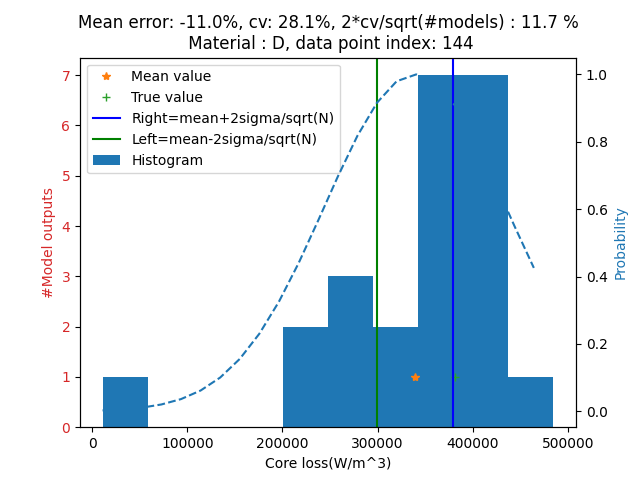 Mean error: -11.0%, cv: 28.1%, 2*cv/sqrt(#models) : 11.7 %
Material : D, data point index: 144
Mean value
True value
Right=mean+2sigma/sqrt(N)
Left=mean-2sigma/sqrt(N)
Histogram
#Model outputs
7
6
5
4
3
2
1
0
1.0
0.8
0.6
0.4
0.2
0.0
Probability
0
100000
200000
300000
400000
500000
Core loss(W/m^3)